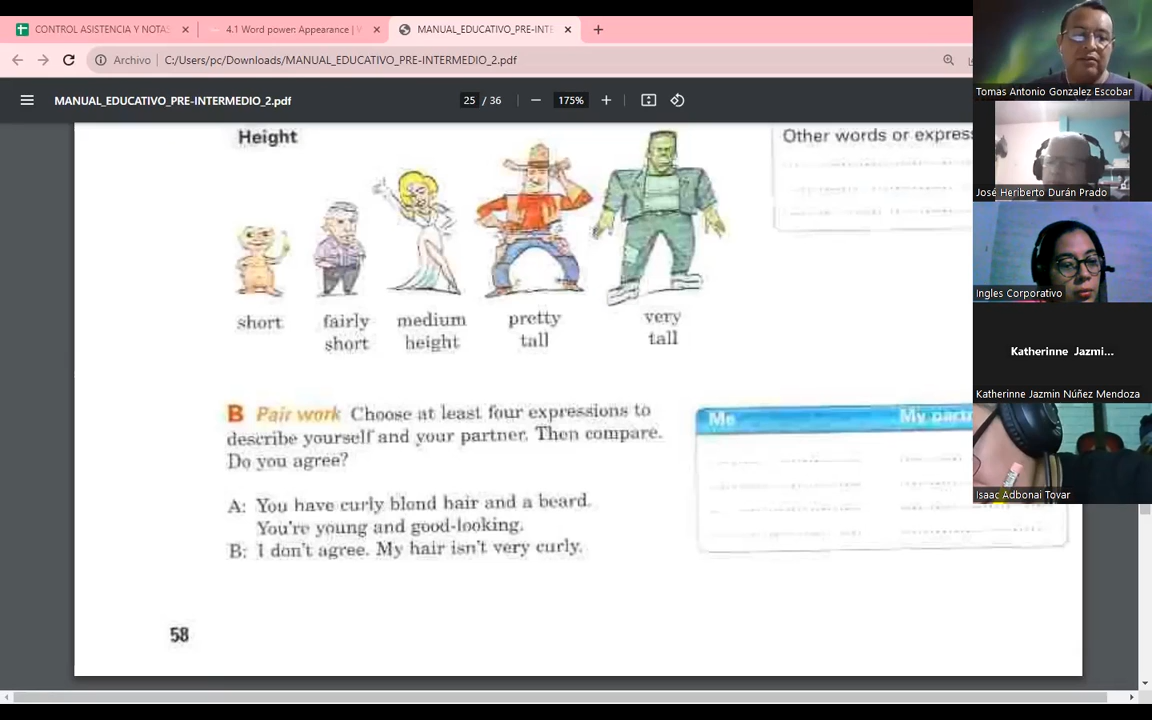 CONTROL ASISTENCIA Y NOTAS
4.1 Word power: Appearance |
MANUAL_EDUCATIVO_PRE-INTE
Archivo
C:/Users/pc/Downloads/MANUAL_EDUCATIVO_PRE-INTERMEDIO_2.pdf
MANUAL_EDUCATIVO_PRE-INTERMEDIO_2.pdf
25 / 36
175%
Height
Other words or express
short
fairly short
medium height
pretty tall
very tall
B Pair work Choose at least four expressions to
describe yourself and your partner. Then compare.
Do you agree?
A: You have curly blond hair and a beard.
You're young and good-looking.
B: I don't agree. My hair isn't very curly.
Me
My partn
58
Tomas Antonio Gonzalez Escobar
José Heriberto Durán Prado
Ingles Corporativo
Katherinne Jazmi...
Katherinne Jazmin Núñez Mendoza
Isaac Adbonai Tovar